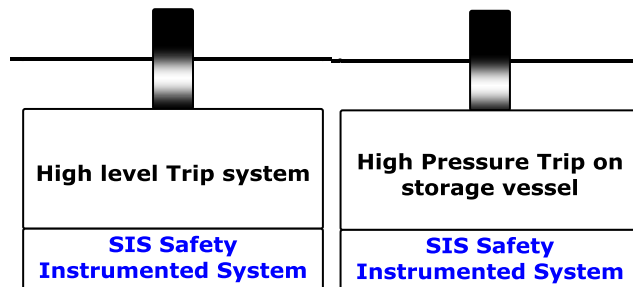 High level Trip system
SIS Safety
Instrumented System
High Pressure Trip on
storage vessel
SIS Safety
Instrumented System